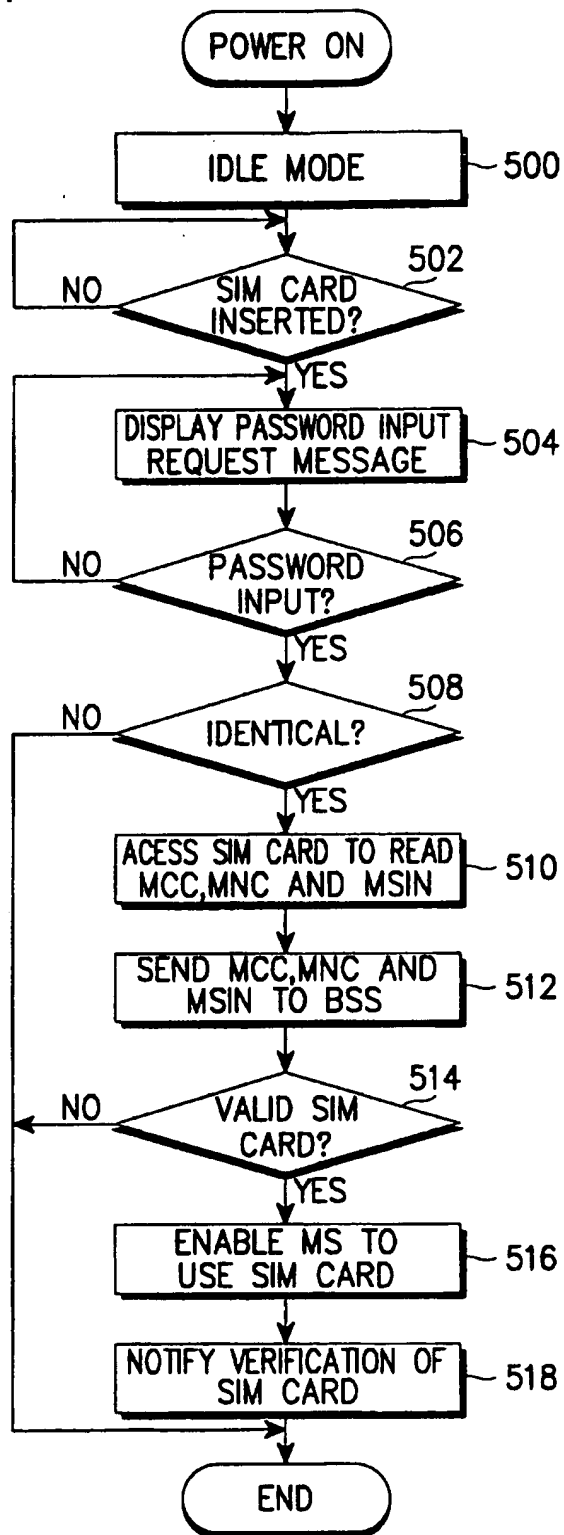 POWER ON
IDLE MODE
500
502
NO
SIM CARD
INSERTED?
YES
DISPLAY PASSWORD INPUT
REQUEST MESSAGE
504
506
NO
PASSWORD
INPUT?
YES
508
NO
IDENTICAL?
YES
ACESS SIM CARD TO READ
MCC,MNC AND MSIN
510
SEND MCC,MNC AND
MSIN TO BSS
512
514
NO
VALID SIM
CARD?
YES
ENABLE MS TO
USE SIM CARD
516
NOTIFY VERIFICATION OF
SIM CARD
518
END